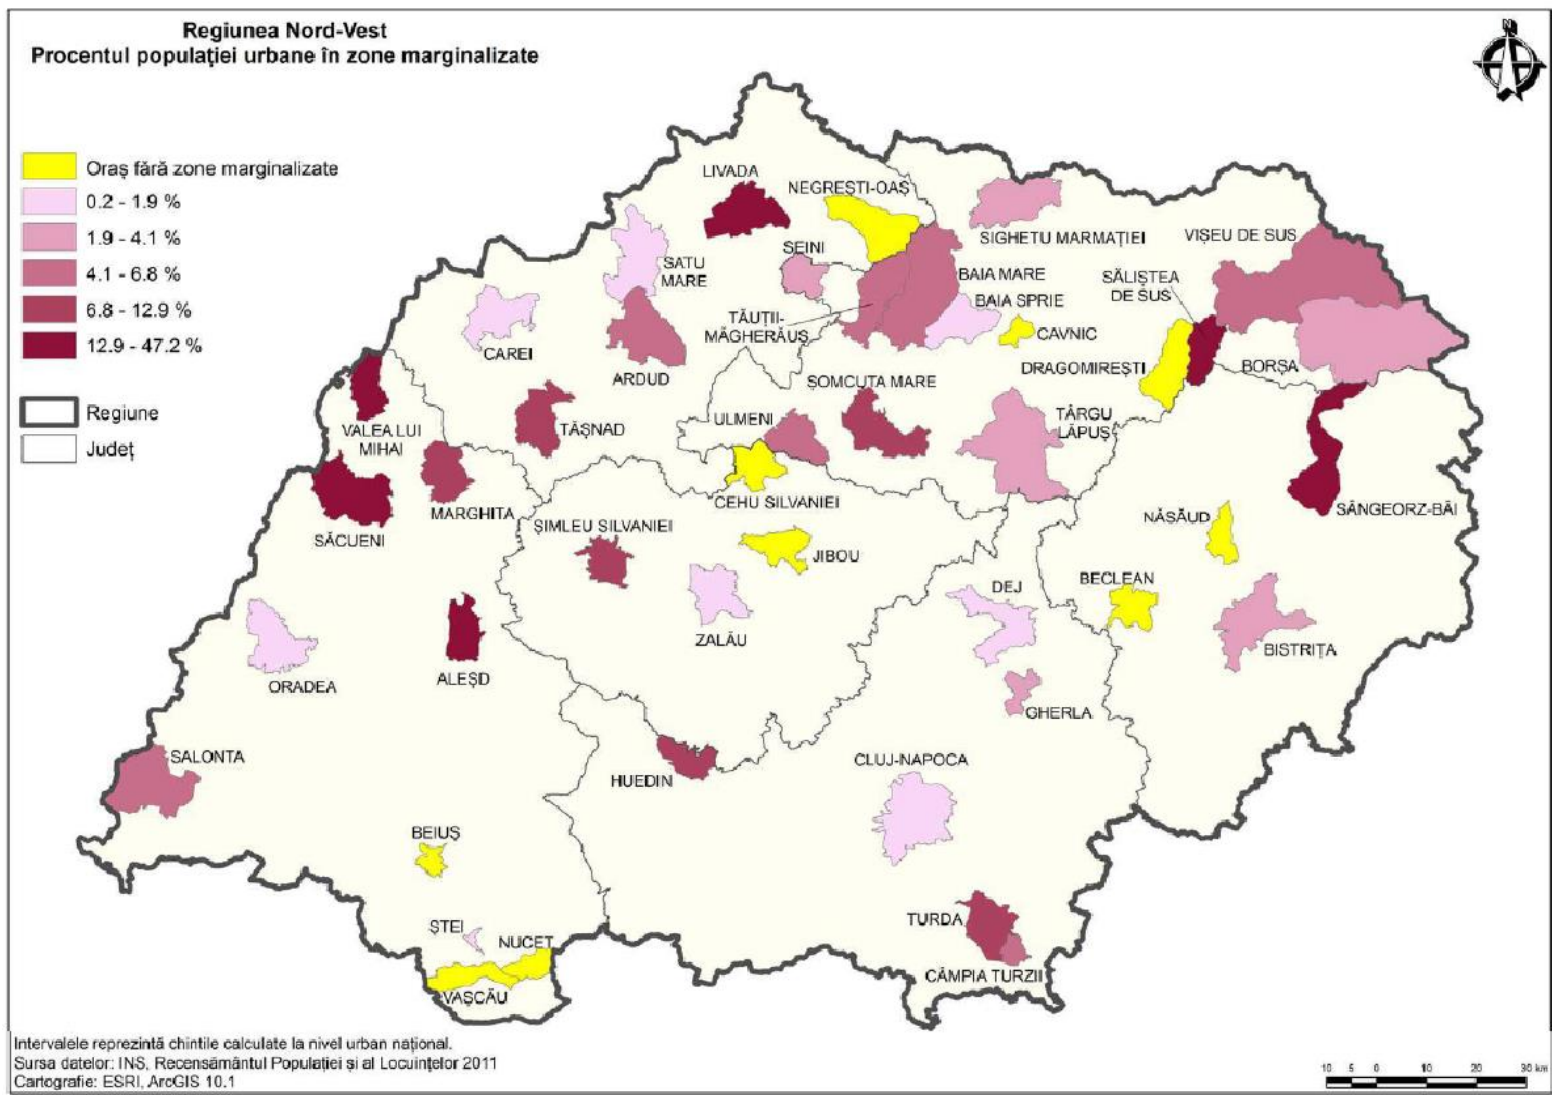 Regiunea Nord-Vest
Procentul populației urbane în zone marginalizate
N
Oraș fără zone marginalizate
0.2 - 1.9 %
1.9 - 4.1 %
4.1 - 6.8 %
6.8 - 12.9 %
12.9 - 47.2 %
Regiune
Județ
LIVADA
NEGREȘTI-OAȘ
SIGHETU MARMAȚIEI
VIȘEU DE SUS
SEINI
SATU
MARE
BAIA MARE
SĂLIȘTEA
DE SUS
BAIA SPRIE
TĂUȚII-
MĂGHERĂUȘ
CAVNIC
CAREI
DRAGOMIREȘTI
BORȘA
ARDUD
ȘOMCUTA MARE
ULMENI
TÂRGU
LĂPUȘ
VALEA LUI
MIHAI
TĂȘNAD
CEHU SILVANIEI
MARGHITA
SÂNGEORZ-BĂI
NĂSĂUD
ȘIMLEU SILVANIEI
SĂCUENI
JIBOU
BECLEAN
DEJ
ZALĂU
BISTRIȚA
ORADEA
ALEȘD
GHERLA
SALONTA
HUEDIN
CLUJ-NAPOCA
BEIUȘ
TURDA
ȘTEI
NUCET
CÂMPIA TURZII
VAȘCĂU
Intervalele reprezintă chintile calculate la nivel urban național.
Sursa datelor: INS, Recensământul Populației și al Locuințelor 2011
Cartografie: ESRI, ArcGIS 10.1
10 5 0 10 20 30 km